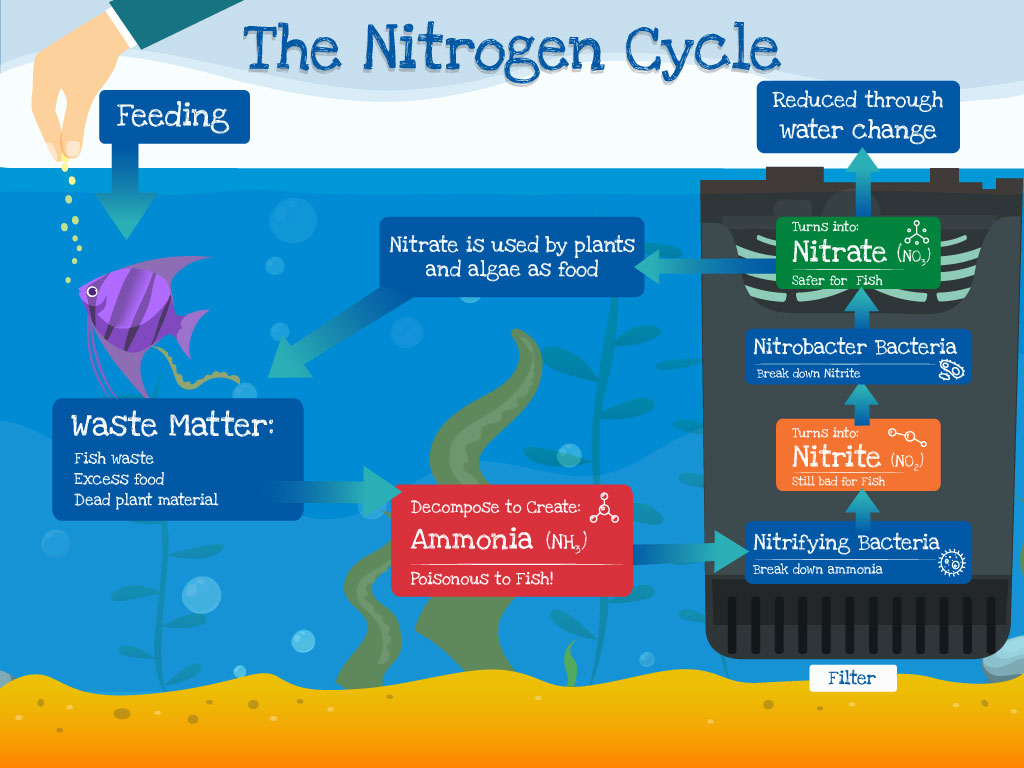 The Nitrogen Cycle
Feeding
Reduced through
water change
Nitrate is used by plants
and algae as food
Turns into:
Nitrate (NO₃)
Safer for Fish
Nitrobacter Bacteria
Break down Nitrite
Waste Matter:
Fish waste
Excess food
Dead plant material
Turns into:
Nitrite (NO₂)
Still bad for Fish
Decompose to Create:
Ammonia (NH₃)
Poisonous to Fish!
Nitrifying Bacteria
Break down ammonia
Filter